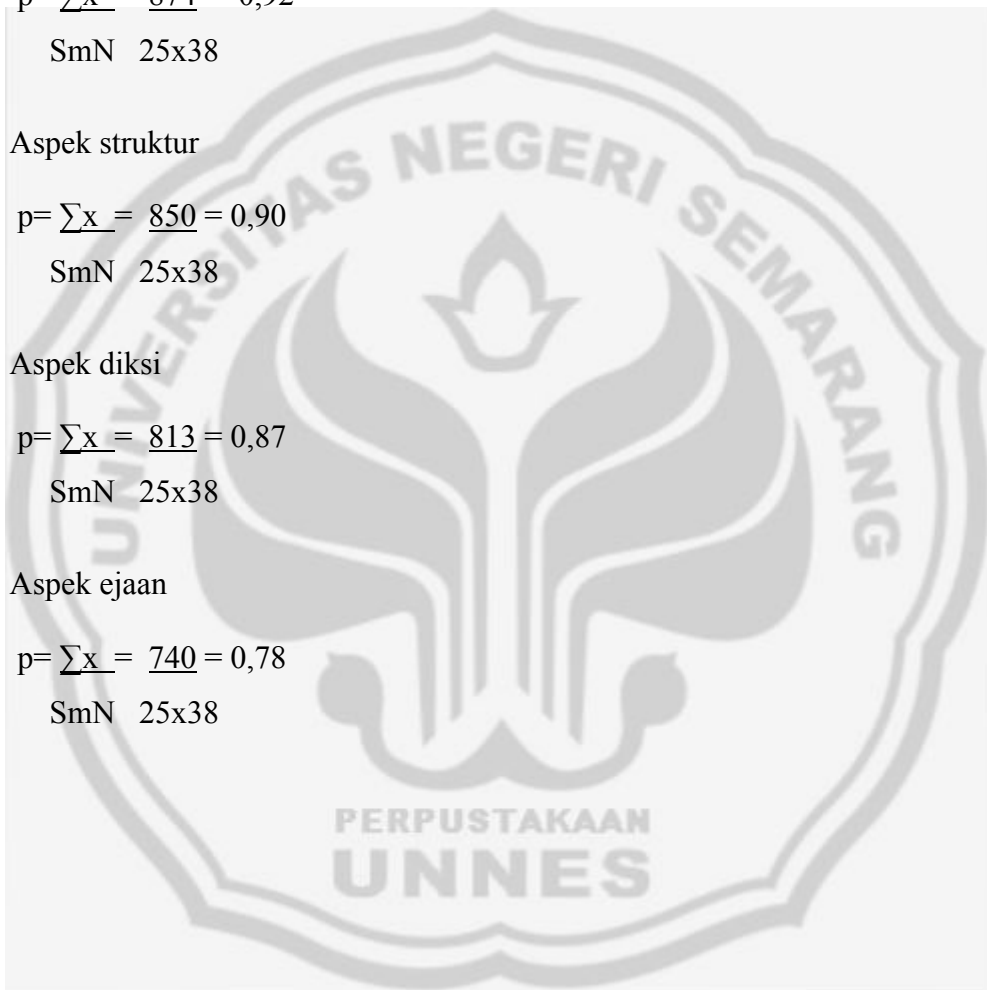 SmN 25x38
Aspek struktur
p= ∑x = 850 = 0,90
SmN 25x38
Aspek diksi
p= ∑x = 813 = 0,87
SmN 25x38
Aspek ejaan
p= ∑x = 740 = 0,78
SmN 25x38
UNIVERSITAS NEGERI SEMARANG
PERPUSTAKAAN
UNNES